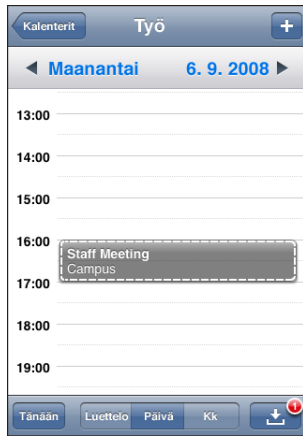 Kalenterit Työ +
Maanantai 6. 9. 2008
13:00
14:00
15:00
16:00
Staff Meeting
Campus
17:00
18:00
19:00
Tänään Luettelo Päivä Kk 1